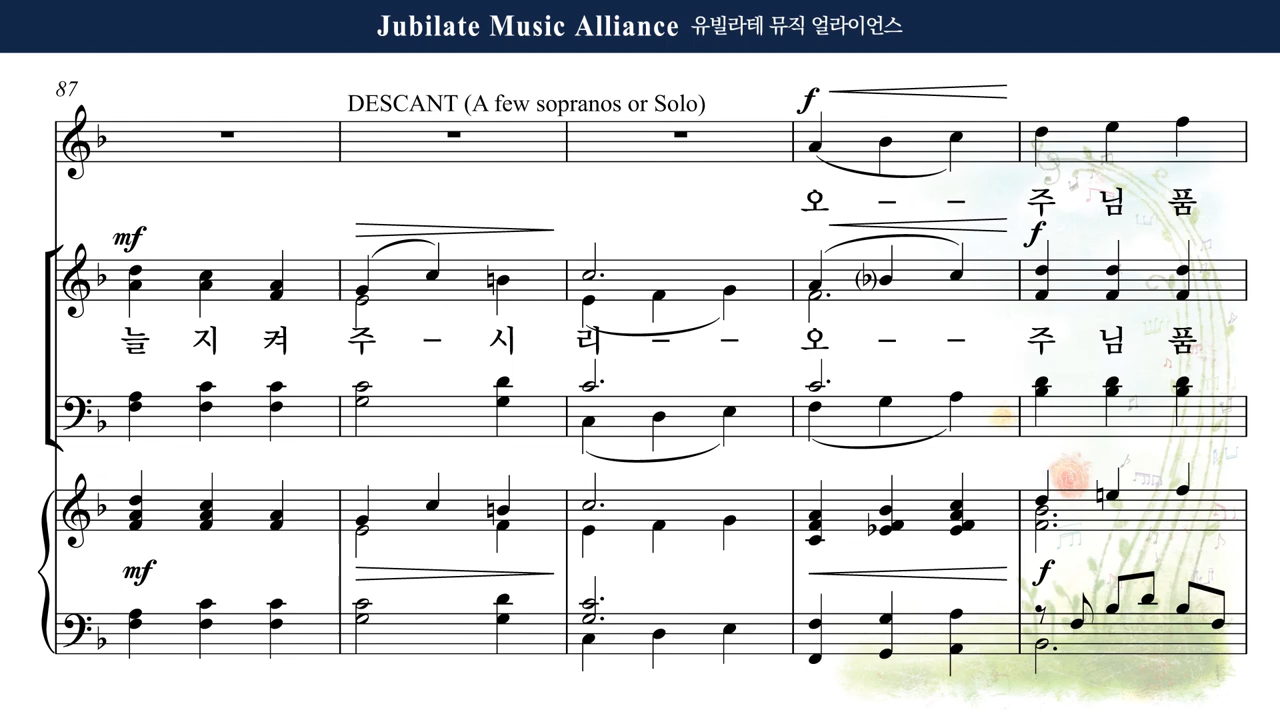 Jubilate Music Alliance 유빌라테 뮤직 얼라이언스
87
DESCANT (A few sopranos or Solo)
f
오 – – 주 님 품
mf
f
늘 지 켜 주 – 시 리 – – 오 – – 주 님 품
mf
f